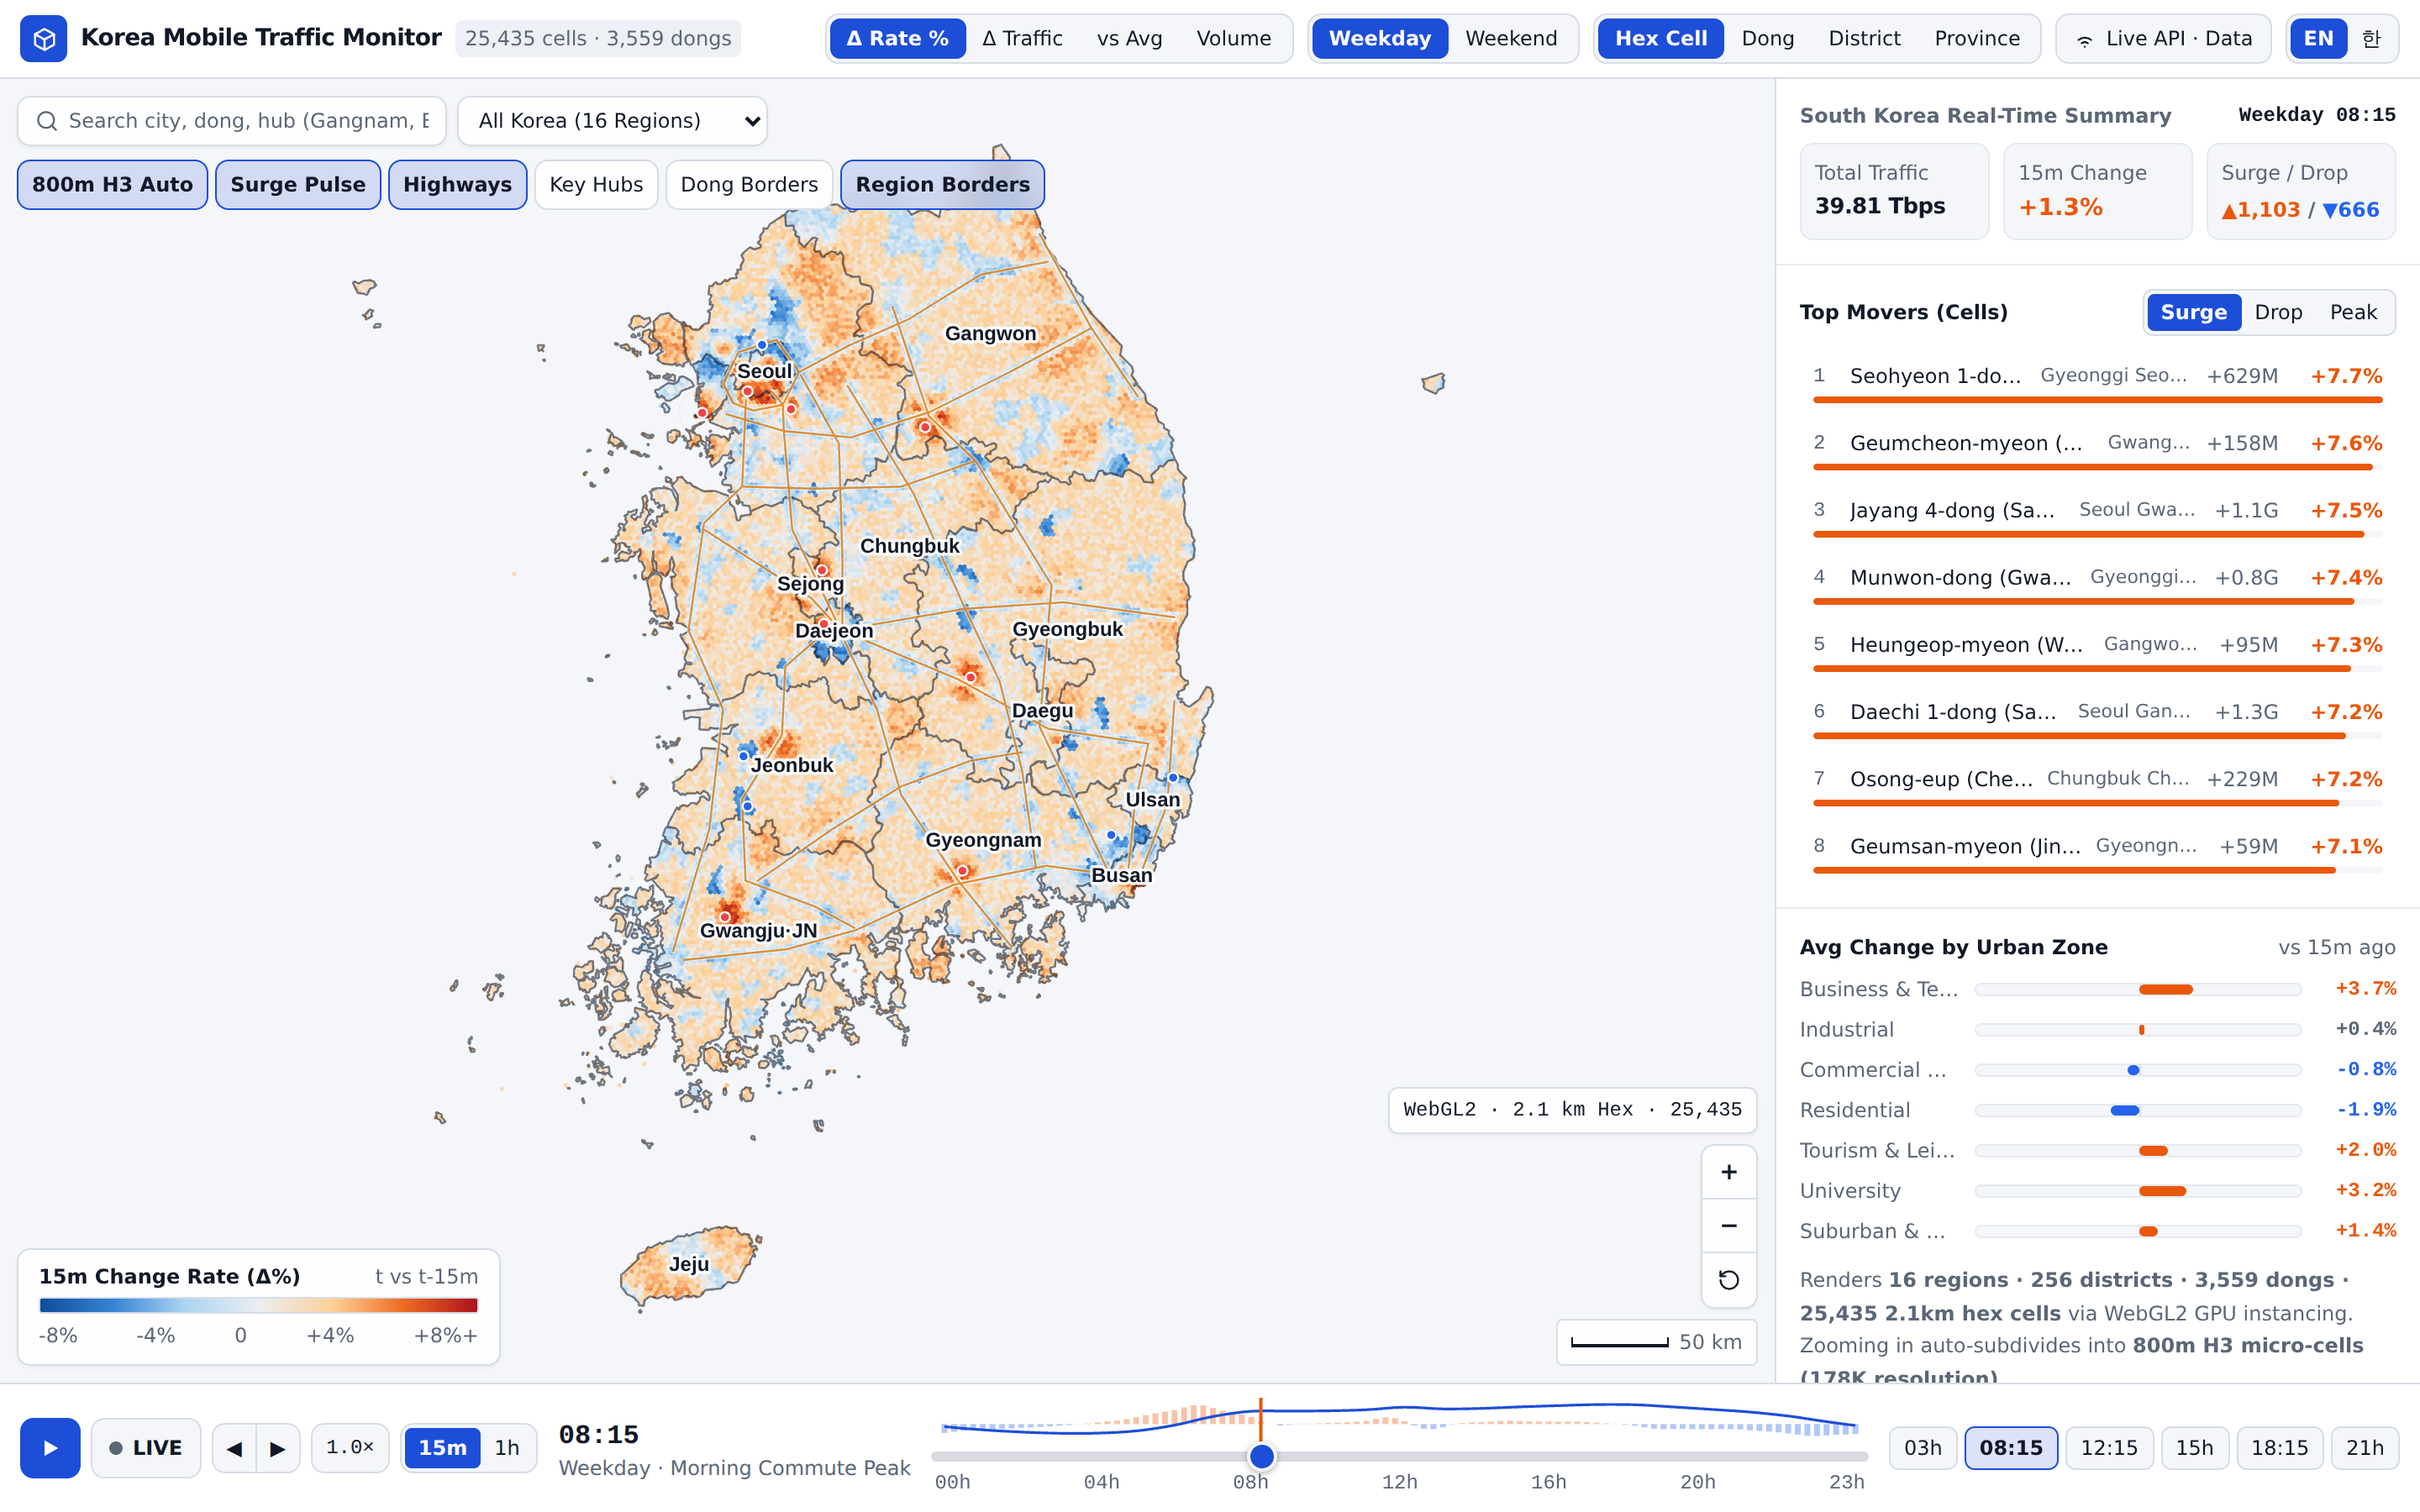 Korea Mobile Traffic Monitor
25,435 cells · 3,559 dongs
Δ Rate %
Δ Traffic
vs Avg
Volume
Weekday
Weekend
Hex Cell
Dong
District
Province
Live API · Data
EN
한
Search city, dong, hub (Gangnam, E
All Korea (16 Regions)
800m H3 Auto
Surge Pulse
Highways
Key Hubs
Dong Borders
Region Borders
Gangwon
Seoul
Chungbuk
Sejong
Daejeon
Gyeongbuk
Daegu
Jeonbuk
Ulsan
Gyeongnam
Busan
Gwangju·JN
Jeju
WebGL2 · 2.1 km Hex · 25,435
+
−
50 km
15m Change Rate (Δ%)
t vs t-15m
-8%
-4%
0
+4%
+8%+
South Korea Real-Time Summary
Weekday 08:15
Total Traffic
39.81 Tbps
15m Change
+1.3%
Surge / Drop
▲1,103 / ▼666
Top Movers (Cells)
Surge
Drop
Peak
1 Seohyeon 1-do… Gyeonggi Seo… +629M +7.7%
2 Geumcheon-myeon (… Gwang… +158M +7.6%
3 Jayang 4-dong (Sa… Seoul Gwa… +1.1G +7.5%
4 Munwon-dong (Gwa… Gyeonggi… +0.8G +7.4%
5 Heungeop-myeon (W… Gangwo… +95M +7.3%
6 Daechi 1-dong (Sa… Seoul Gan… +1.3G +7.2%
7 Osong-eup (Che… Chungbuk Ch… +229M +7.2%
8 Geumsan-myeon (Jin… Gyeongn… +59M +7.1%
Avg Change by Urban Zone
vs 15m ago
Business & Te… +3.7%
Industrial +0.4%
Commercial … -0.8%
Residential -1.9%
Tourism & Lei… +2.0%
University +3.2%
Suburban & … +1.4%
Renders 16 regions · 256 districts · 3,559 dongs ·
25,435 2.1km hex cells via WebGL2 GPU instancing.
Zooming in auto-subdivides into 800m H3 micro-cells
(178K resolution)
LIVE
◀
▶
1.0×
15m
1h
08:15
Weekday · Morning Commute Peak
00h
04h
08h
12h
16h
20h
23h
03h
08:15
12:15
15h
18:15
21h